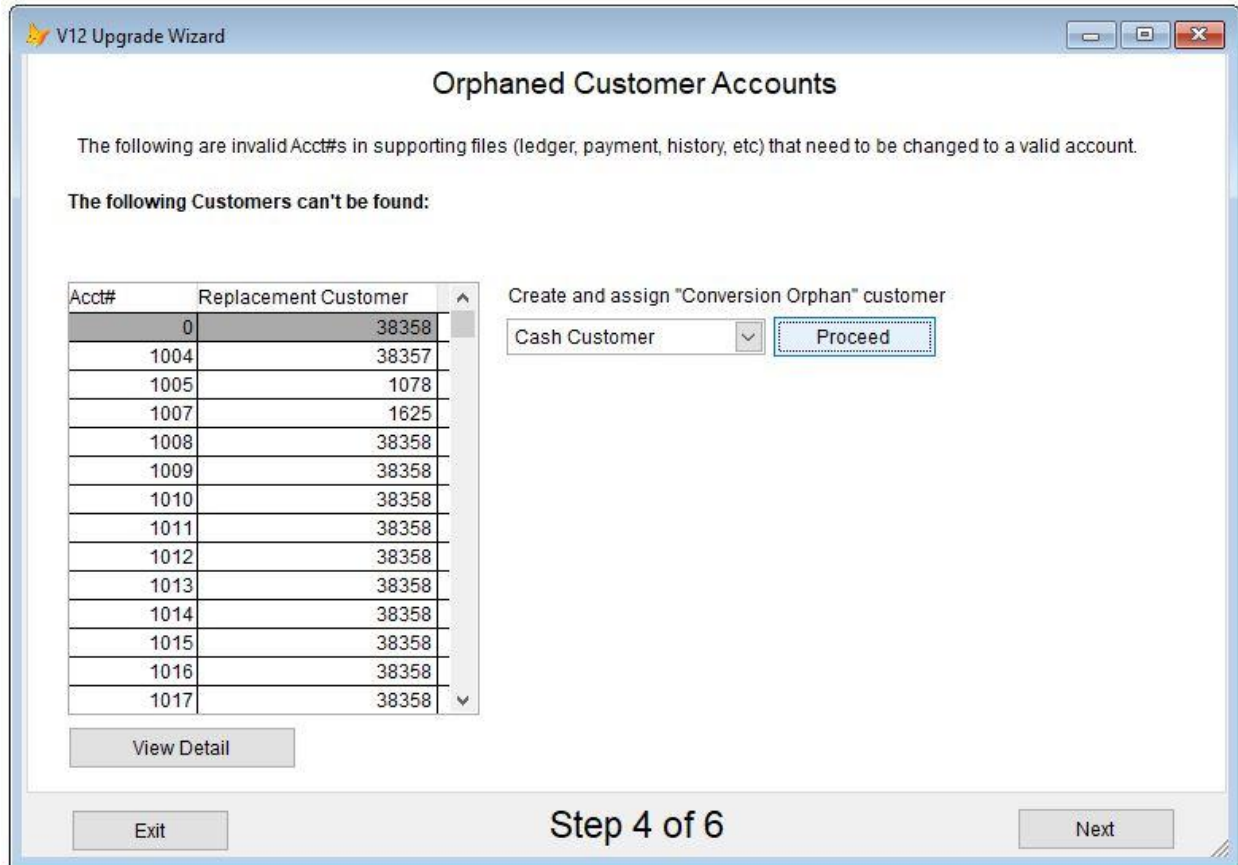 V12 Upgrade Wizard
Orphaned Customer Accounts
The following are invalid Acct#s in supporting files (ledger, payment, history, etc) that need to be changed to a valid account.
The following Customers can't be found:
Acct# Replacement Customer
0 38358
1004 38357
1005 1078
1007 1625
1008 38358
1009 38358
1010 38358
1011 38358
1012 38358
1013 38358
1014 38358
1015 38358
1016 38358
1017 38358
Create and assign "Conversion Orphan" customer
Cash Customer Proceed
View Detail
Exit Step 4 of 6 Next